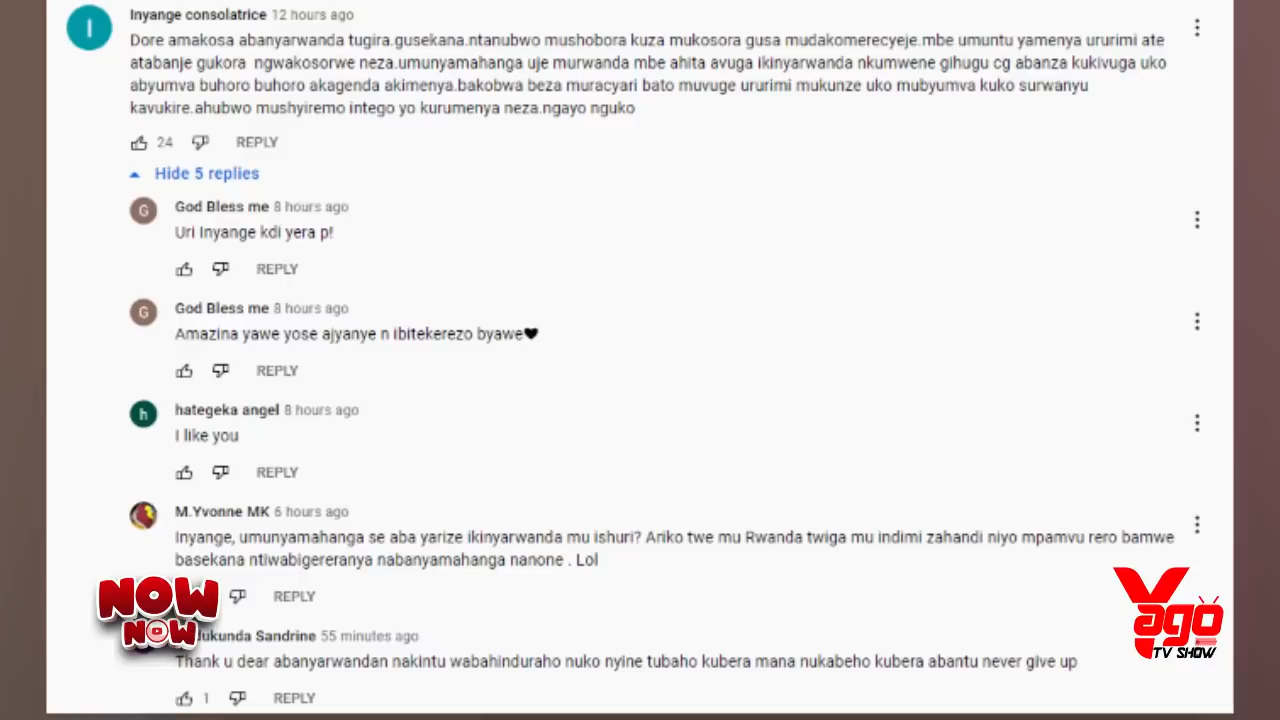 I
Inyange consolatrice 12 hours ago
Dore amakosa abanyarwanda tugira.gusekana.ntanubwo mushobora kuza mukosora gusa mudakomerecyeje.mbe umuntu yamenya ururimi ate
atabanje gukora ngwakosorwe neza.umunyamahanga uje murwanda mbe ahita avuga ikinyarwanda nkumwene gihugu cg abanza kukivuga uko
abyumva buhoro buhoro akagenda akimenya.bakobwa beza muracyari bato muvuge ururimi mukunze uko mubyumva kuko surwanyu
kavukire.ahubwo mushyiremo intego yo kurumenya neza.ngayo nguko
24 REPLY
Hide 5 replies
G
God Bless me 8 hours ago
Uri Inyange kdi yera p!
REPLY
G
God Bless me 8 hours ago
Amazina yawe yose ajyanye n ibitekerezo byawe🖤
REPLY
h
hategeka angel 8 hours ago
I like you
REPLY
M.Yvonne MK 6 hours ago
Inyange, umunyamahanga se aba yarize ikinyarwanda mu ishuri? Ariko twe mu Rwanda twiga mu indimi zahandi niyo mpamvu rero bamwe
basekana ntiwabigereranya nabanyamahanga nanone . Lol
REPLY
Sandrine 55 minutes ago
Thank u dear abanyarwandan nakintu wabahinduraho nuko nyine tubaho kubera mana nukabeho kubera abantu never give up
1 REPLY
NOW
NOW
Yago
TV SHOW